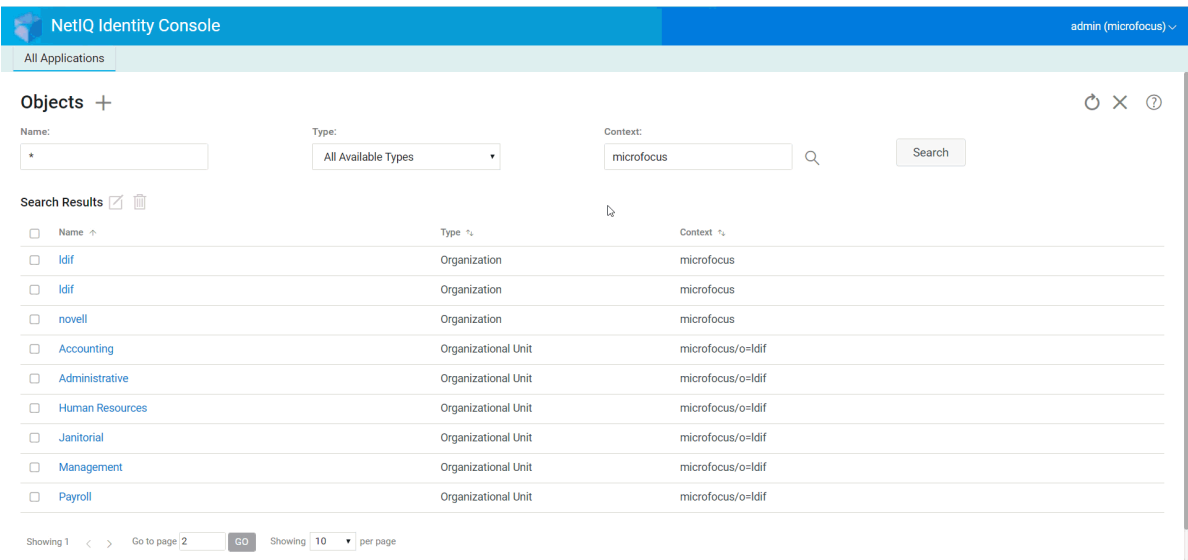 NetIQ Identity Console
admin (microfocus)
All Applications
Objects
Name: Type: Context:
* All Available Types microfocus Search
Search Results
Name Type Context
ldif Organization microfocus
ldif Organization microfocus
novell Organization microfocus
Accounting Organizational Unit microfocus/o=ldif
Administrative Organizational Unit microfocus/o=ldif
Human Resources Organizational Unit microfocus/o=ldif
Janitorial Organizational Unit microfocus/o=ldif
Management Organizational Unit microfocus/o=ldif
Payroll Organizational Unit microfocus/o=ldif
Showing 1 < > Go to page 2 GO Showing 10 per page